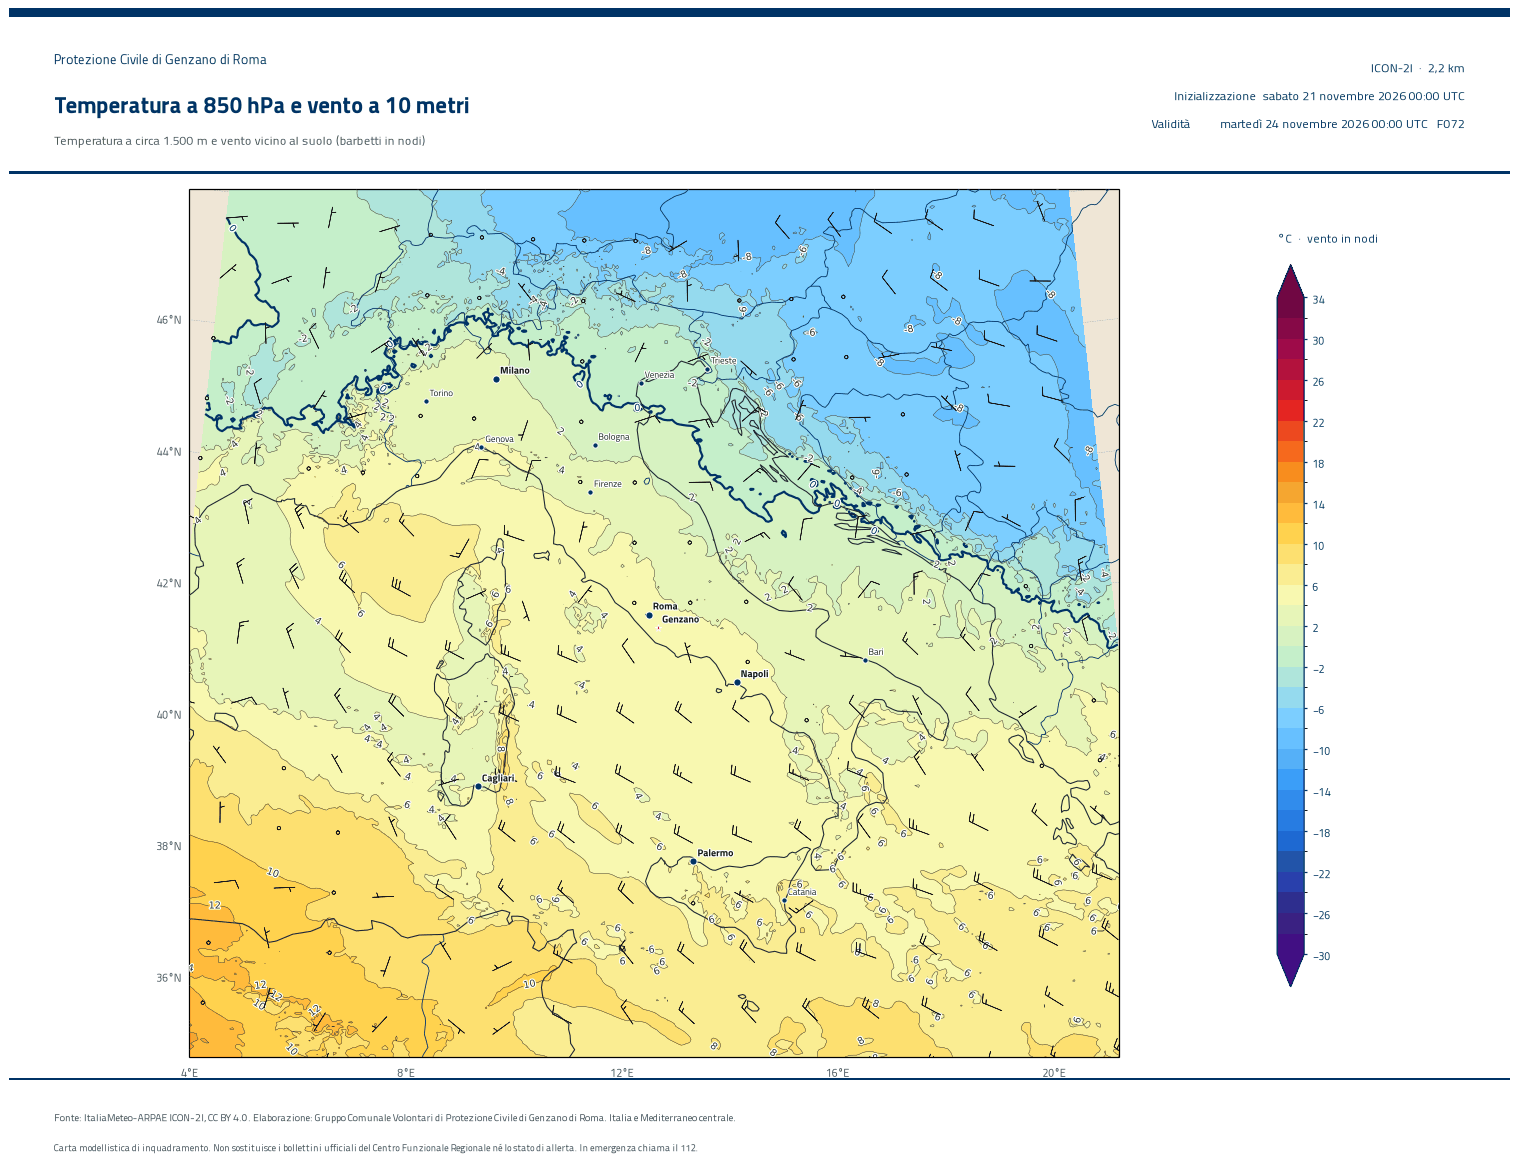 Protezione Civile di Genzano di Roma
Temperatura a 850 hPa e vento a 10 metri
Temperatura a circa 1.500 m e vento vicino al suolo (barbetti in nodi)
ICON-2I · 2,2 km
Inizializzazione sabato 21 novembre 2026 00:00 UTC
Validità martedì 24 novembre 2026 00:00 UTC F072
°C · vento in nodi
34
30
26
22
18
14
10
6
2
−2
−6
−10
−14
−18
−22
−26
−30
46°N
44°N
42°N
40°N
38°N
36°N
4°E
8°E
12°E
16°E
20°E
Milano
Torino
Venezia
Trieste
Genova
Bologna
Firenze
Roma
Genzano
Napoli
Bari
Cagliari
Palermo
Catania
Fonte: ItaliaMeteo-ARPAE ICON-2I, CC BY 4.0. Elaborazione: Gruppo Comunale Volontari di Protezione Civile di Genzano di Roma. Italia e Mediterraneo centrale.
Carta modellistica di inquadramento. Non sostituisce i bollettini ufficiali del Centro Funzionale Regionale né lo stato di allerta. In emergenza chiama il 112.